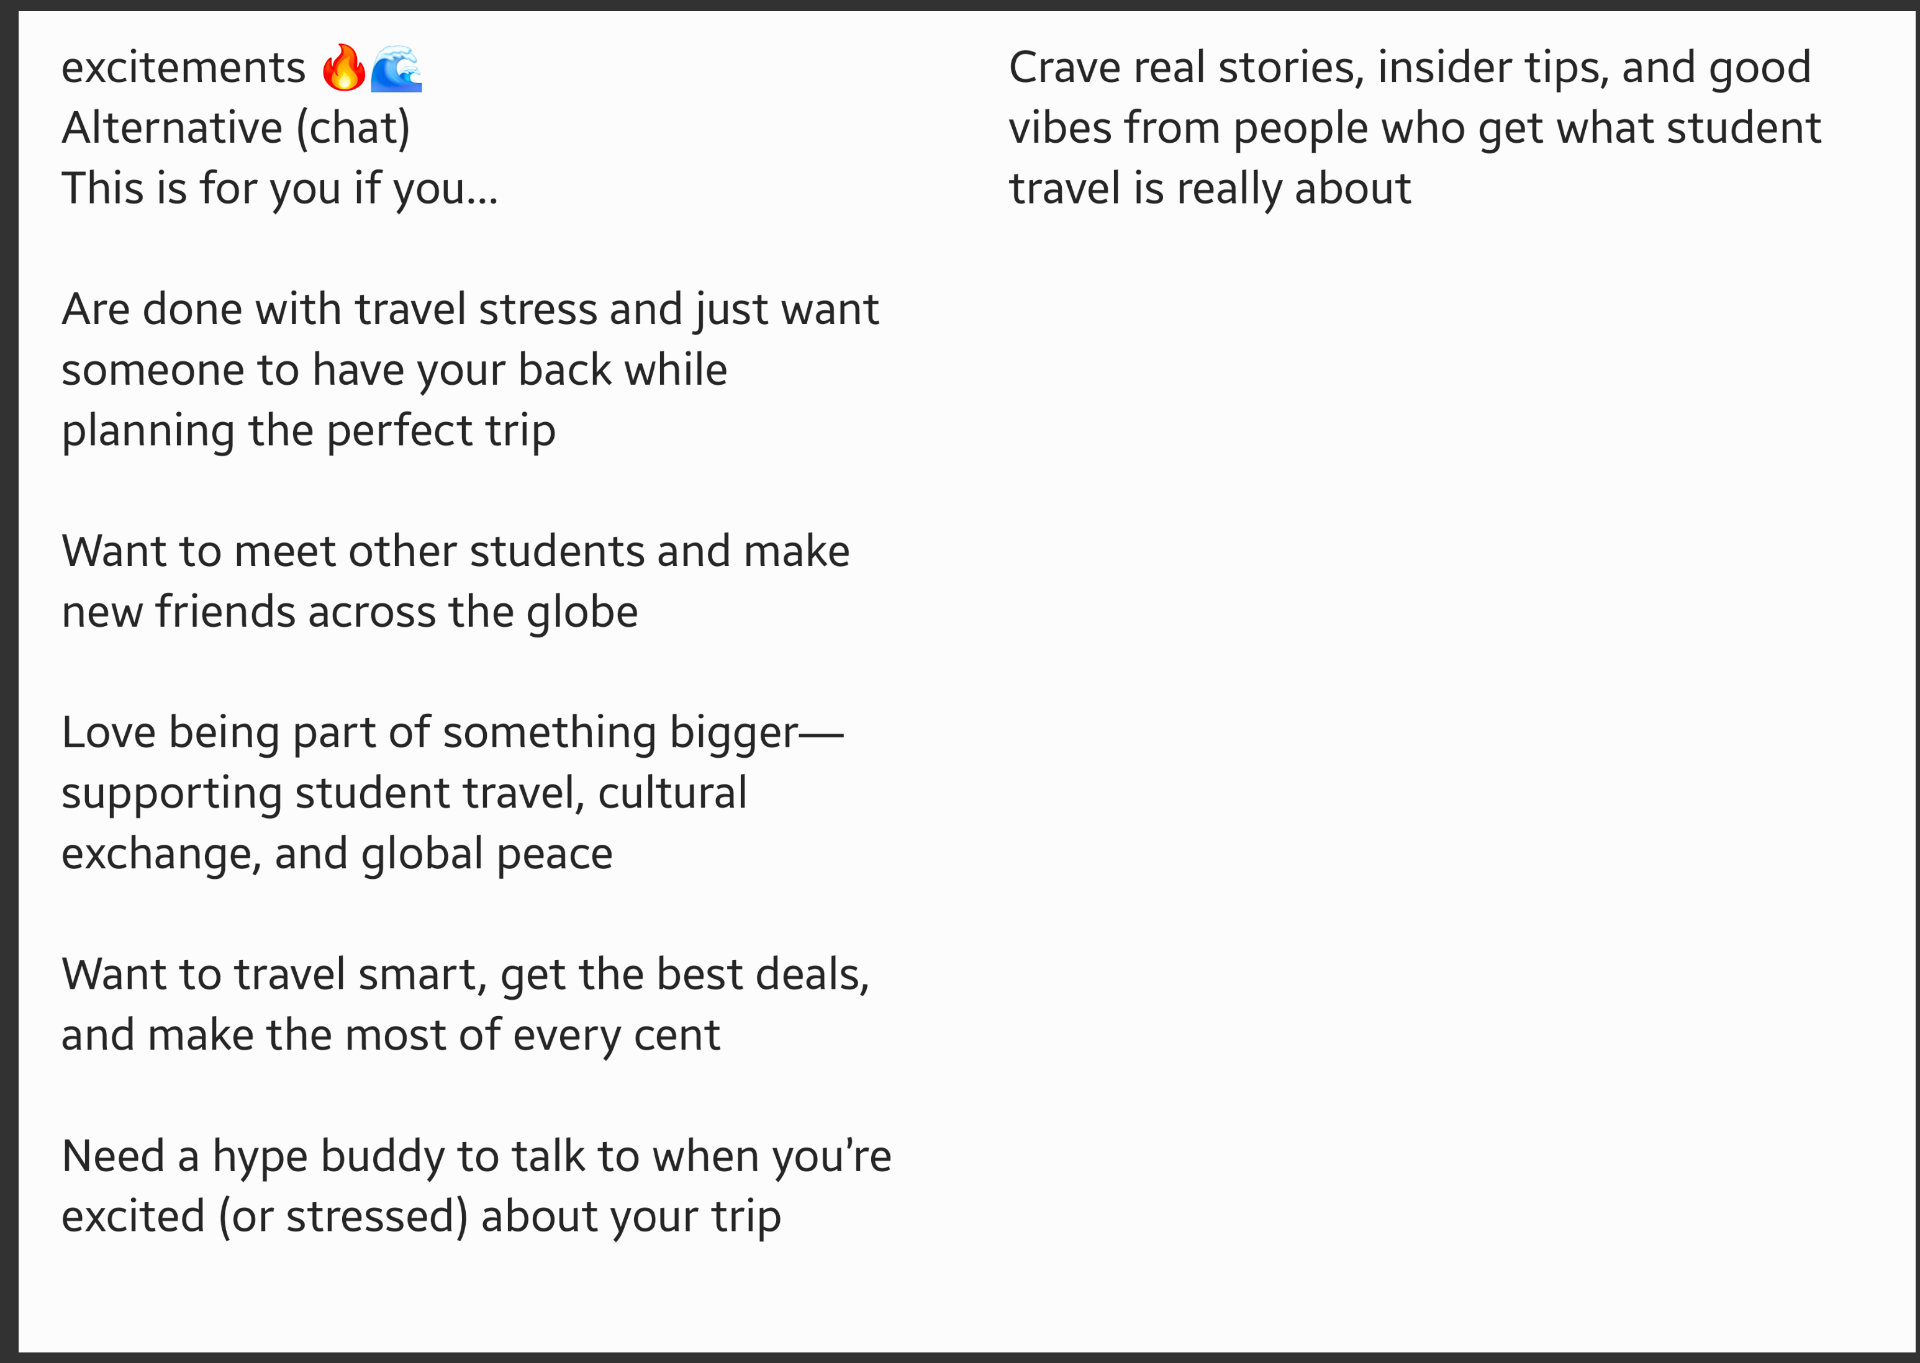 excitements 🔥🌊
Alternative (chat)
This is for you if you...
Are done with travel stress and just want
someone to have your back while
planning the perfect trip
Want to meet other students and make
new friends across the globe
Love being part of something bigger—
supporting student travel, cultural
exchange, and global peace
Want to travel smart, get the best deals,
and make the most of every cent
Need a hype buddy to talk to when you’re
excited (or stressed) about your trip
Crave real stories, insider tips, and good
vibes from people who get what student
travel is really about